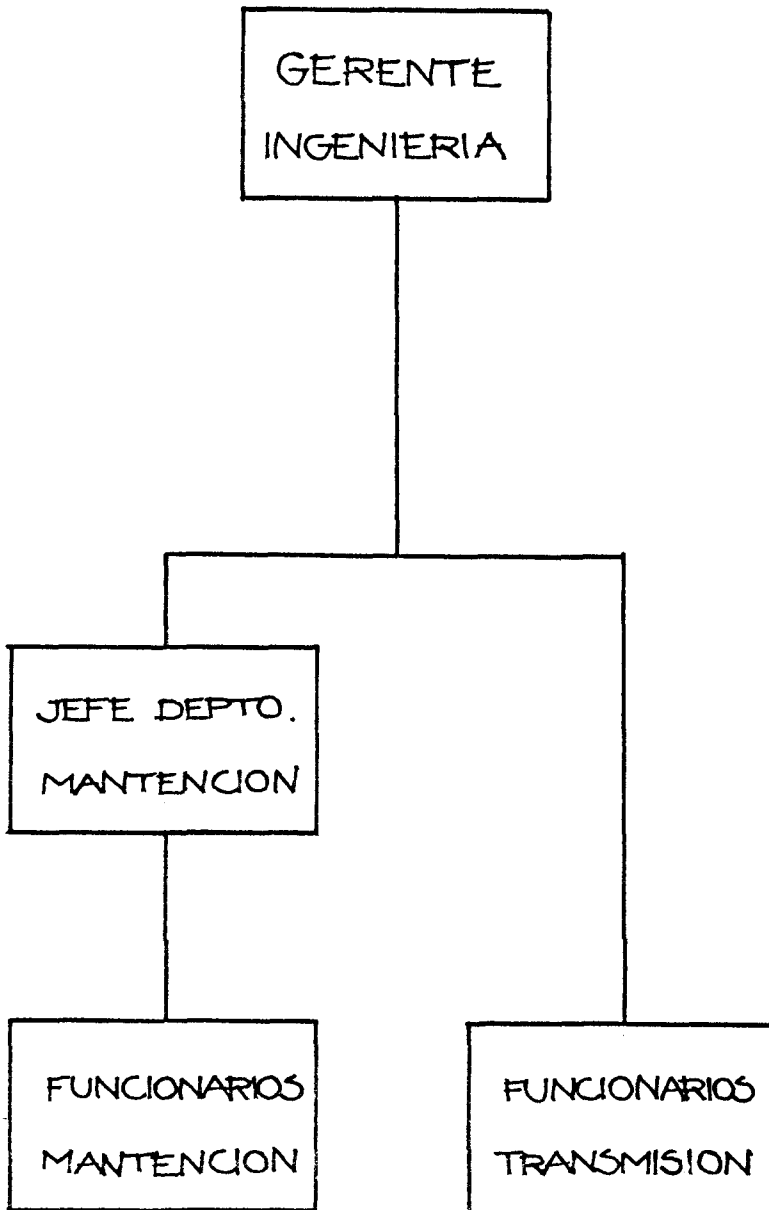 GERENTE
INGENIERIA
JEFE DEPTO.
MANTENCION
FUNCIONARIOS
MANTENCION
FUNCIONARIOS
TRANSMISION